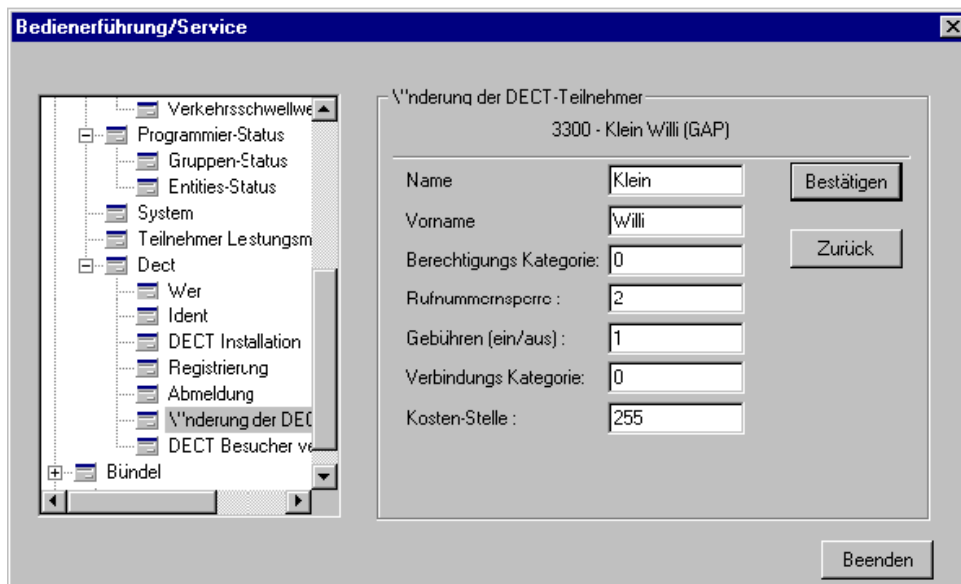 Bedienerführung/Service
Verkehrsschwellwe
Programmier-Status
Gruppen-Status
Entities-Status
System
Teilnehmer Lestungsm
Dect
Wer
Ident
DECT Installation
Registrierung
Abmeldung
\"nderung der DEC
DECT Besucher ve
Bündel
\"nderung der DECT-Teilnehmer
3300 - Klein Willi (GAP)
Name Klein
Vorname Willi
Berechtigungs Kategorie: 0
Rufnummernsperre : 2
Gebühren (ein/aus) : 1
Verbindungs Kategorie: 0
Kosten-Stelle : 255
Bestätigen
Zurück
Beenden